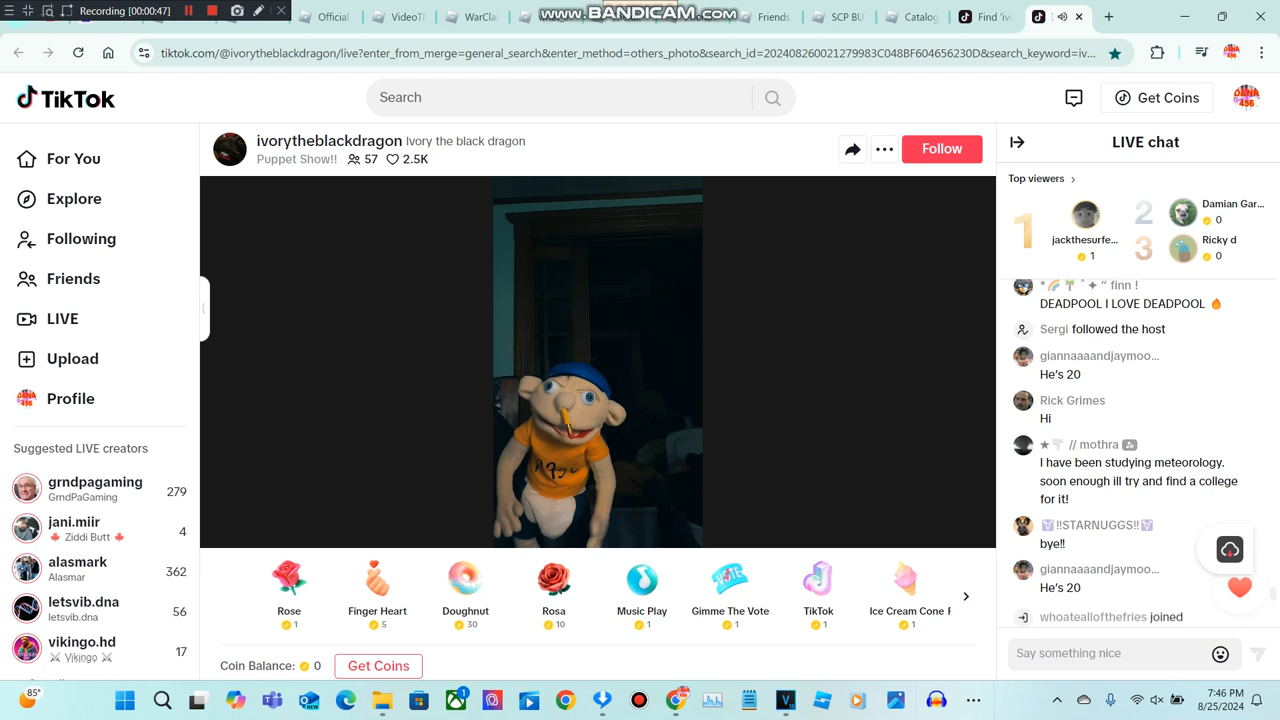 Recording [00:00:47]
Official
VideoT
WarCla
www.BANDICAM.com
Friends
SCP BU
Catalog
Find 'iv
tiktok.com/@ivorytheblackdragon/live?enter_from_merge=general_search&enter_method=others_photo&search_id=202408260021279983C048BF604656230D&search_keyword=iv...
TikTok
Search
Get Coins
D&NA
456
For You
Explore
Following
Friends
LIVE
Upload
Profile
Suggested LIVE creators
grndpagaming
GrndPaGaming
279
jani.miir
🍁 Ziddi Butt 🍁
4
alasmark
Alasmar
362
letsvib.dna
letsvib.dna
56
vikingo.hd
⚔ Vikingo ⚔
17
ivorytheblackdragon Ivory the black dragon
Puppet Show!! 57 2.5K
Follow
Rose
1
Finger Heart
5
Doughnut
30
Rosa
10
Music Play
1
VOTE
Gimme The Vote
1
TikTok
1
Ice Cream Cone F
1
Coin Balance: 0 Get Coins
LIVE chat
Top viewers >
1
jackthesurfe...
1
2
Damian Gar...
0
3
Ricky d
0
*🌈🌴 °✦ “ finn !
DEADPOOL I LOVE DEADPOOL 🔥
Sergi followed the host
giannaaaandjaymoo...
He's 20
Rick Grimes
Hi
★🌪 // mothra
I have been studying meteorology.
soon enough ill try and find a college
for it!
!!STARNUGGS!!
bye!!
giannaaaandjaymoo...
He's 20
whoateallofthefries joined
Say something nice
85°
7:46 PM
8/25/2024